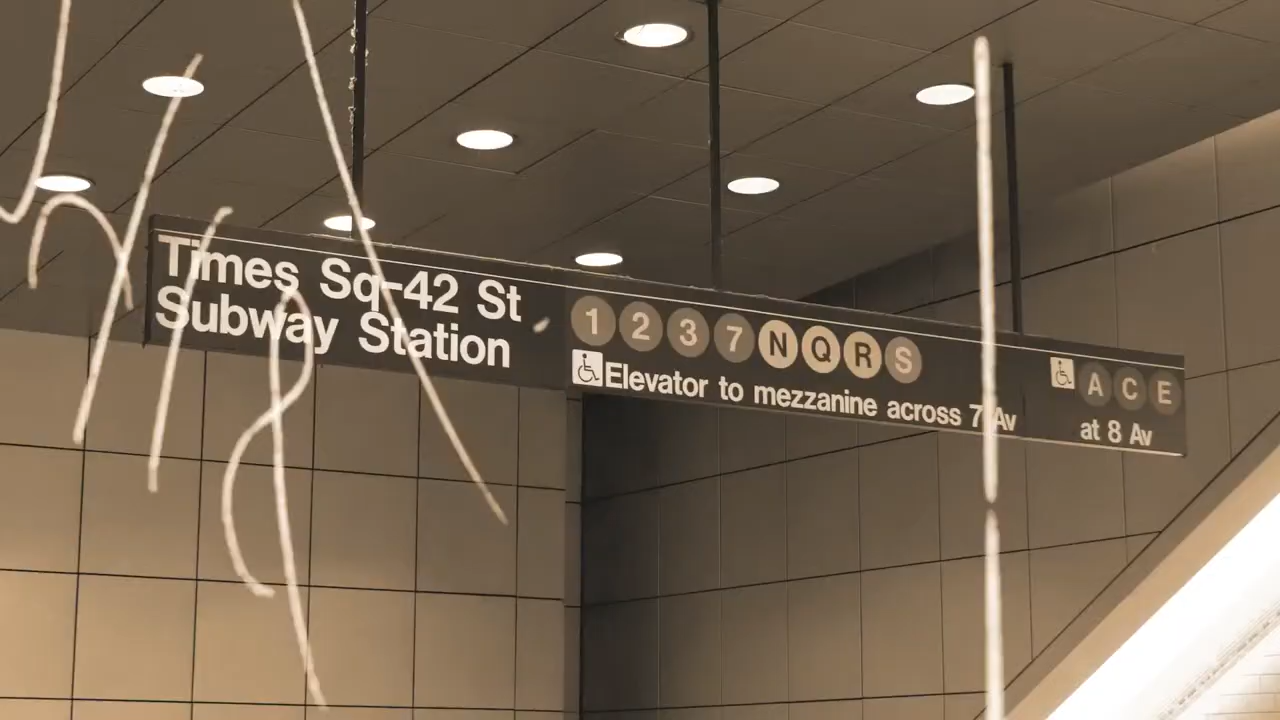 Times Sq-42 St
Subway Station
1 2 3 7 N Q R S
Elevator to mezzanine across 7 Av
A C E
at 8 Av